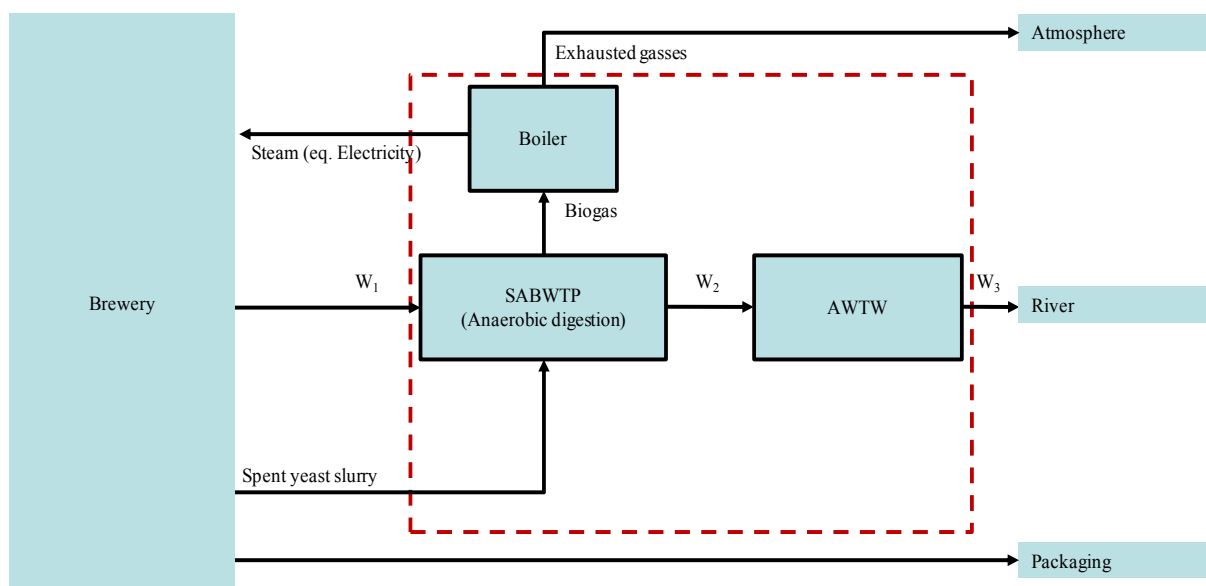 Atmosphere
Exhausted gasses
Boiler
Steam (eq. Electricity)
Biogas
W₁
W₂
W₃
Brewery
SABWTP
(Anaerobic digestion)
AWTW
River
Spent yeast slurry
Packaging